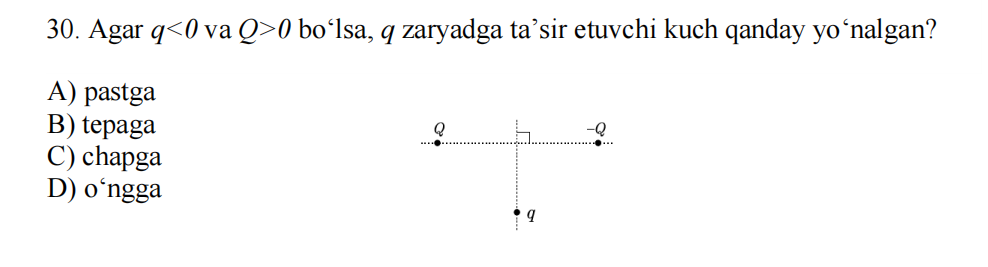 30. Agar q<0 va Q>0 bo‘lsa, q zaryadga ta’sir etuvchi kuch qanday yo‘nalgan?
A) pastga
B) tepaga
C) chapga
D) o‘ngga
Q
–Q
q